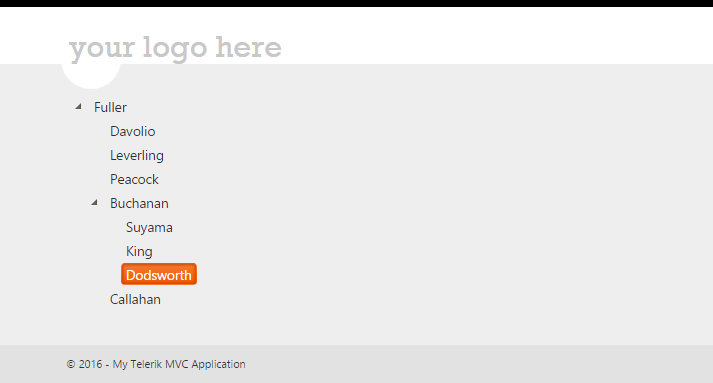 your logo here
Fuller
Davolio
Leverling
Peacock
Buchanan
Suyama
King
Dodsworth
Callahan
© 2016 - My Telerik MVC Application